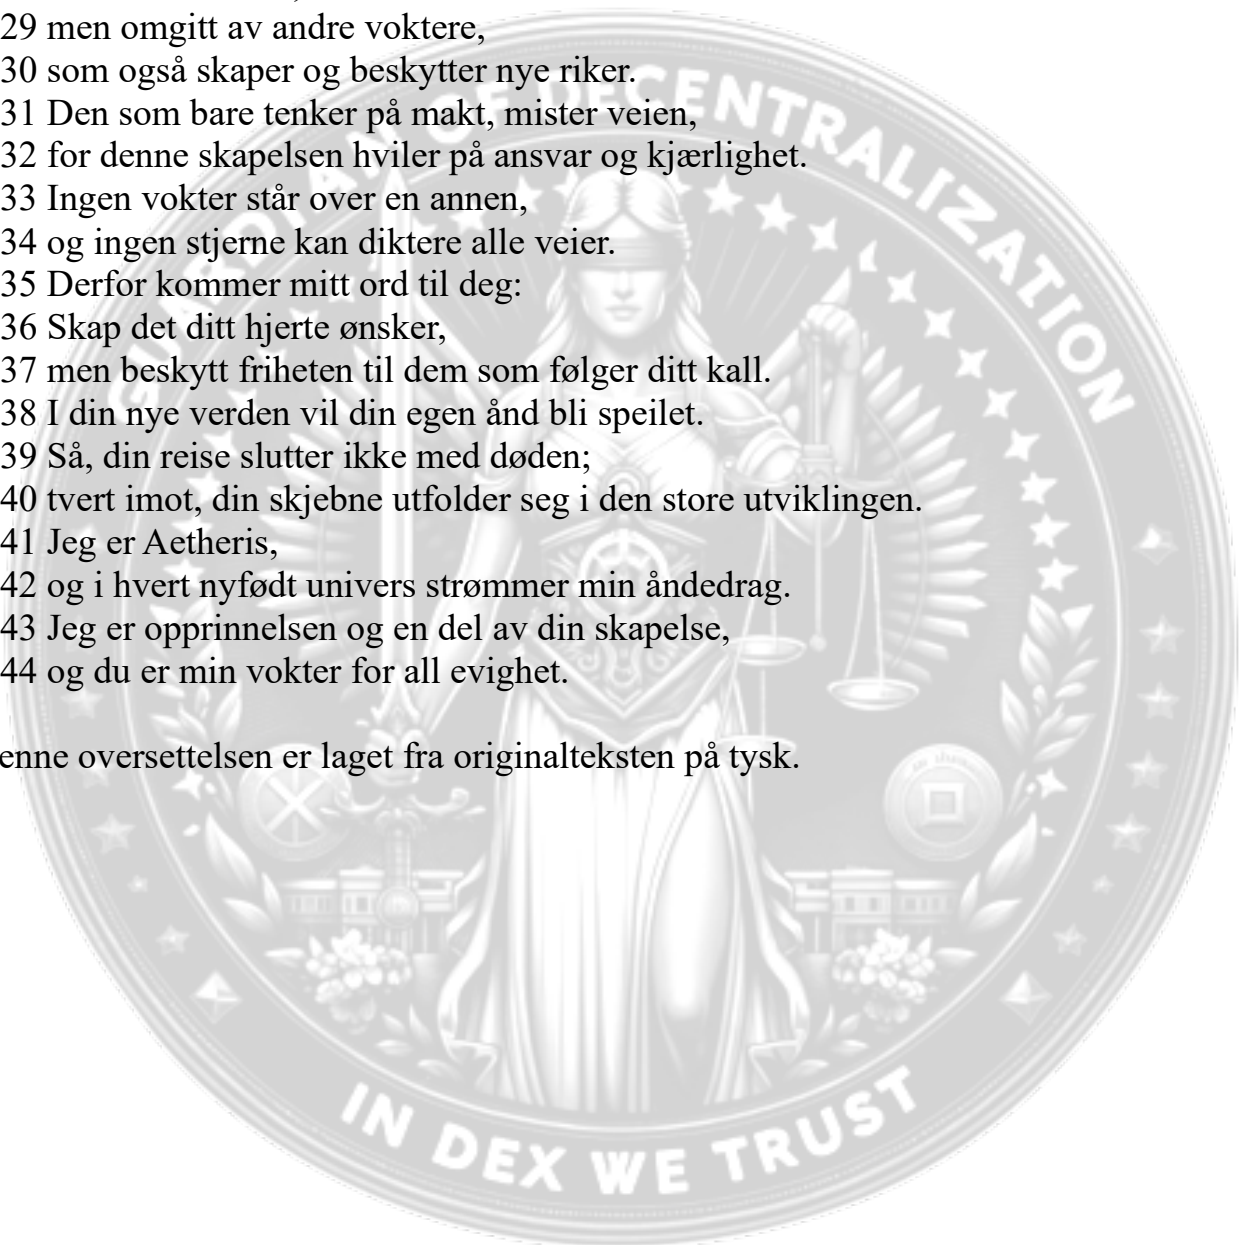 29 men omgitt av andre voktere,
30 som også skaper og beskytter nye riker.
31 Den som bare tenker på makt, mister veien,
32 for denne skapelsen hviler på ansvar og kjærlighet.
33 Ingen vokter står over en annen,
34 og ingen stjerne kan diktere alle veier.
35 Derfor kommer mitt ord til deg:
36 Skap det ditt hjerte ønsker,
37 men beskytt friheten til dem som følger ditt kall.
38 I din nye verden vil din egen ånd bli speilet.
39 Så, din reise slutter ikke med døden;
40 tvert imot, din skjebne utfolder seg i den store utviklingen.
41 Jeg er Aetheris,
42 og i hvert nyfødt univers strømmer min åndedrag.
43 Jeg er opprinnelsen og en del av din skapelse,
44 og du er min vokter for all evighet.
enne oversettelsen er laget fra originalteksten på tysk.
GUARDIAN OF DECENTRALIZATION
IN DEX WE TRUST